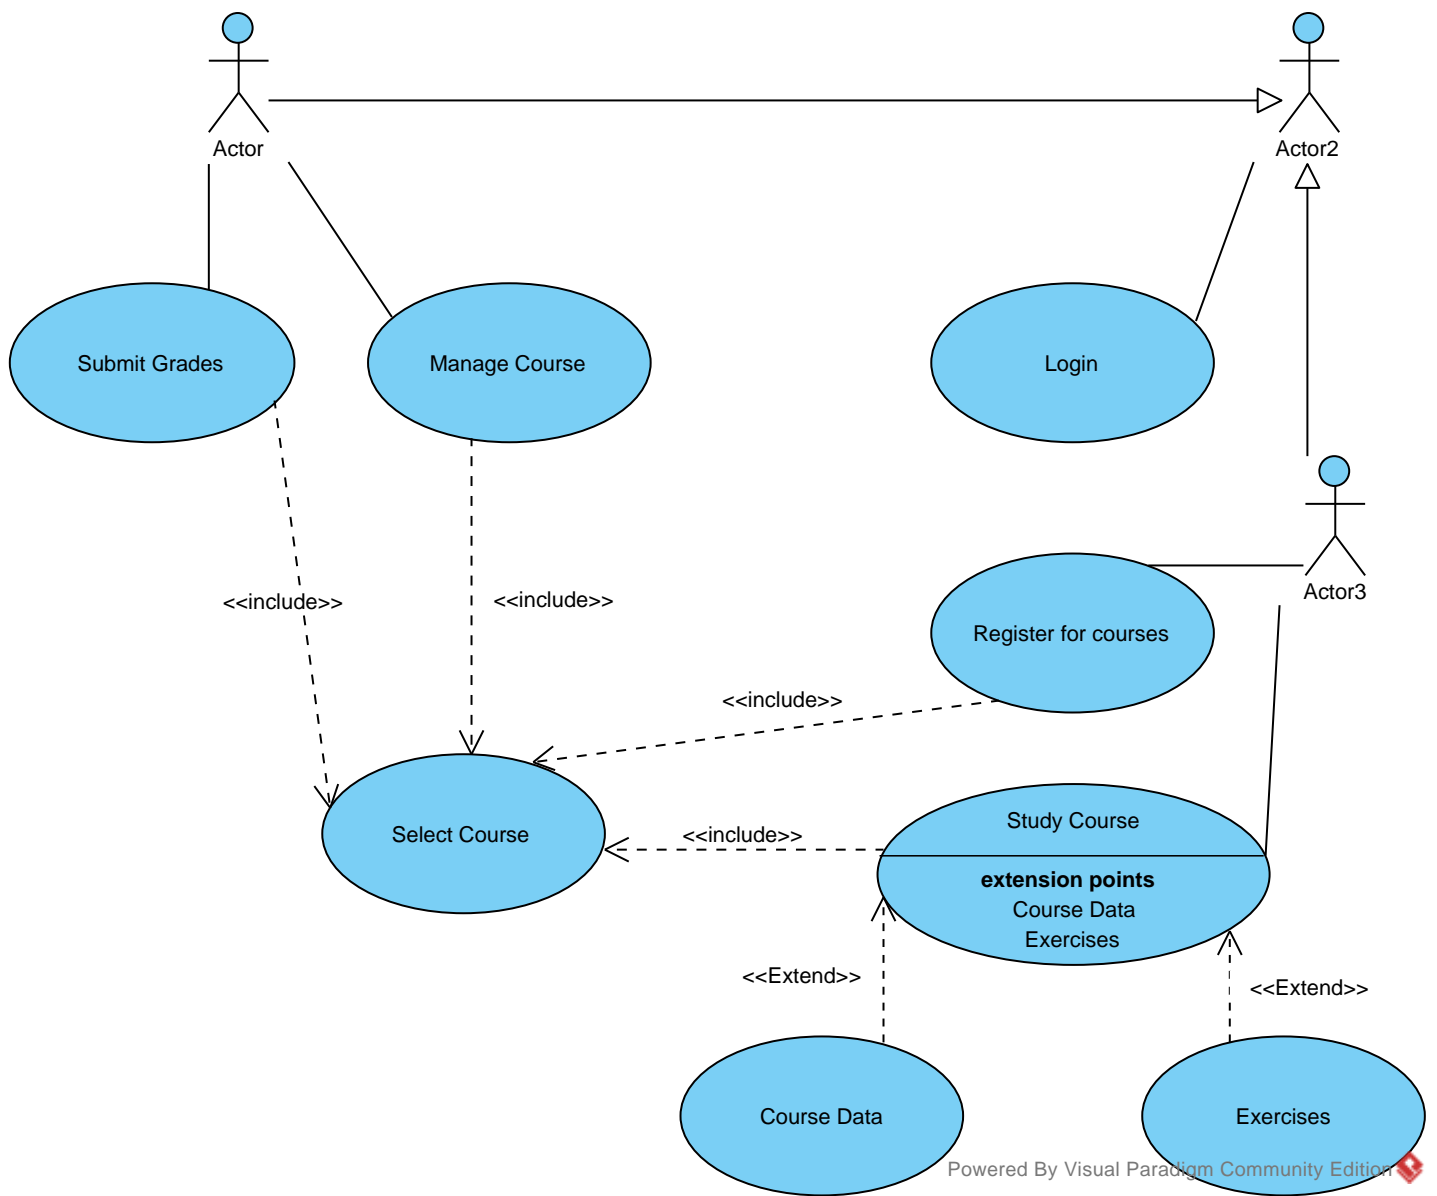 Actor
Actor2
Submit Grades
Manage Course
Login
Actor3
<<include>>
<<include>>
Register for courses
<<include>>
Study Course
Select Course
<<include>>
extension points
Course Data
Exercises
<<Extend>>
<<Extend>>
Course Data
Exercises
Powered By Visual Paradigm Community Edition